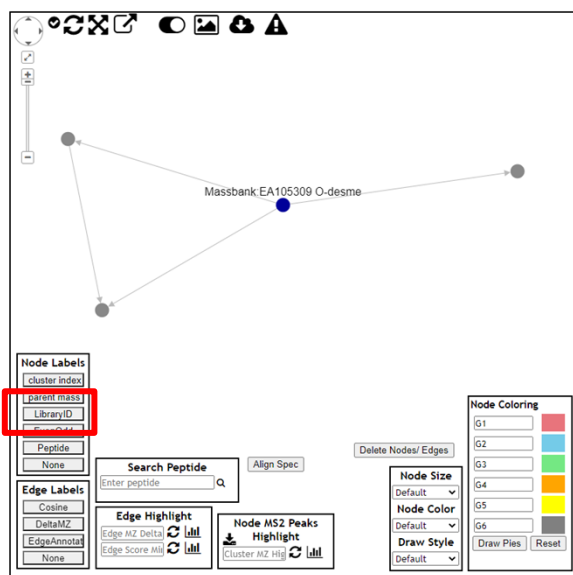 Massbank:EA105309 O-desme
Node Labels
cluster index
parent mass
LibraryID
EvenOdd
Peptide
None
Edge Labels
Cosine
DeltaMZ
EdgeAnnotat
None
Search Peptide
Enter peptide
Align Spec
Edge Highlight
Edge MZ Delta
Edge Score Mi
Node MS2 Peaks
Highlight
Cluster MZ Hig
Delete Nodes/ Edges
Node Size
Default
Node Color
Default
Draw Style
Default
Node Coloring
G1
G2
G3
G4
G5
G6
Draw Pies
Reset